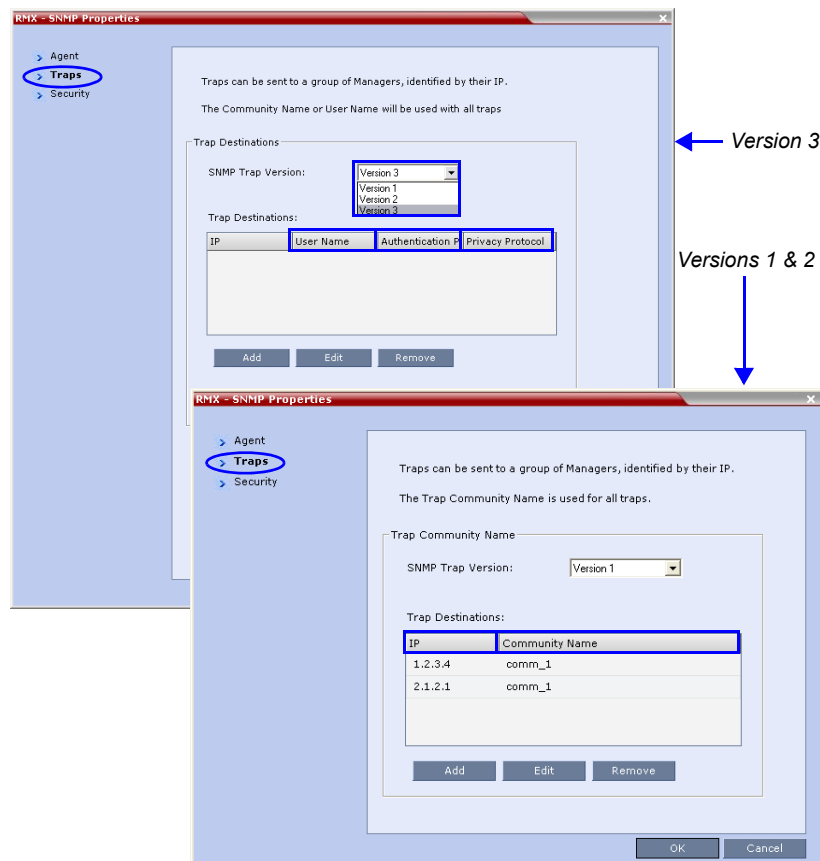 RMX - SNMP Properties
Agent
Traps
Security
Traps can be sent to a group of Managers, identified by their IP.
The Community Name or User Name will be used with all traps
Trap Destinations
SNMP Trap Version:
Version 3
Version 1
Version 2
Version 3
Trap Destinations:
IP User Name Authentication P Privacy Protocol
Add Edit Remove
Version 3
Versions 1 & 2
RMX - SNMP Properties
Agent
Traps
Security
Traps can be sent to a group of Managers, identified by their IP.
The Trap Community Name is used for all traps.
Trap Community Name
SNMP Trap Version: Version 1
Trap Destinations:
IP Community Name
1.2.3.4 comm_1
2.1.2.1 comm_1
Add Edit Remove
OK Cancel